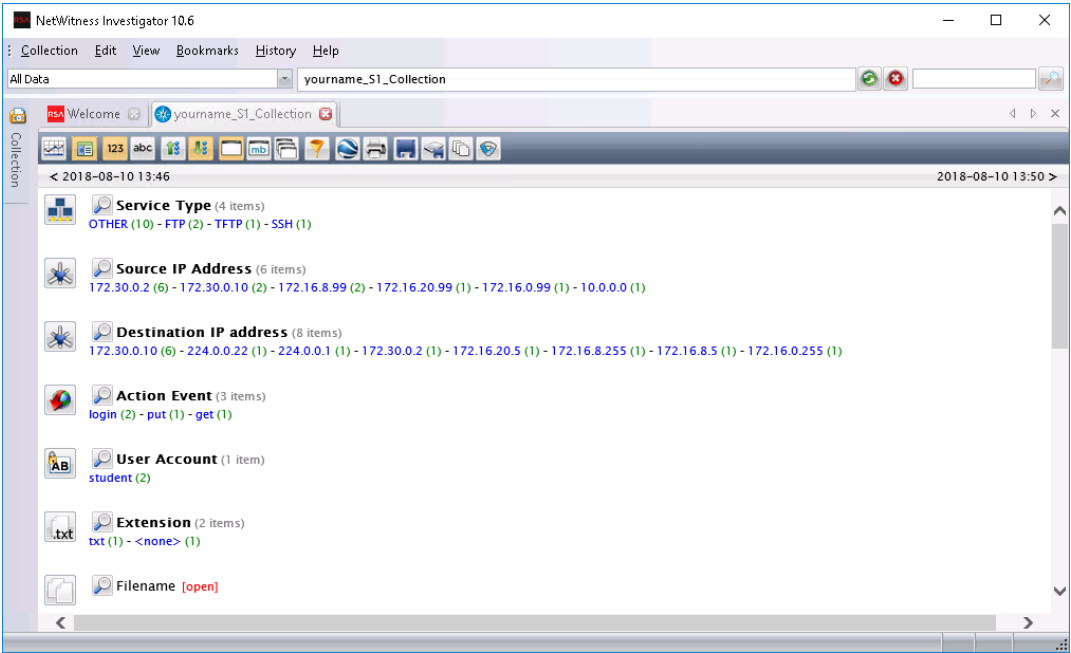 RSA NetWitness Investigator 10.6
Collection Edit View Bookmarks History Help
All Data yourname_S1_Collection
RSA Welcome yourname_S1_Collection
Collection
123 abc mb
< 2018-08-10 13:46 2018-08-10 13:50 >
Service Type (4 items)
OTHER (10) - FTP (2) - TFTP (1) - SSH (1)
Source IP Address (6 items)
172.30.0.2 (6) - 172.30.0.10 (2) - 172.16.8.99 (2) - 172.16.20.99 (1) - 172.16.0.99 (1) - 10.0.0.0 (1)
Destination IP address (8 items)
172.30.0.10 (6) - 224.0.0.22 (1) - 224.0.0.1 (1) - 172.30.0.2 (1) - 172.16.20.5 (1) - 172.16.8.255 (1) - 172.16.8.5 (1) - 172.16.0.255 (1)
Action Event (3 items)
login (2) - put (1) - get (1)
AB
User Account (1 item)
student (2)
.txt
Extension (2 items)
txt (1) - <none> (1)
Filename [open]